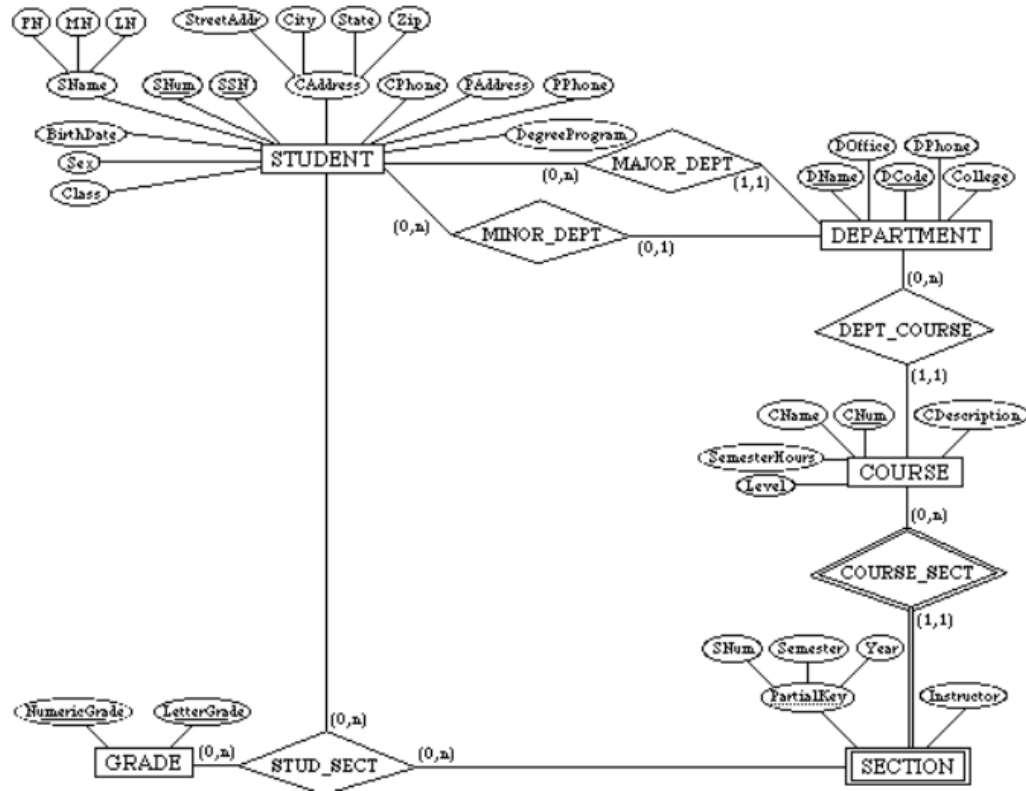 FN MN LN StreetAddr City State Zip
SName SNum SSN CAddress CPhone PAddress PPhone
BirthDate DegreeProgram
STUDENT
Sex
Class
(0,n) MAJOR_DEPT (1,1)
DOffice DPhone
DName DCode College
(0,n) MINOR_DEPT (0,1)
DEPARTMENT
(0,n)
DEPT_COURSE
(1,1)
CName CNum CDescription
SemesterHours
COURSE
Level
(0,n)
COURSE_SECT
(1,1)
SNum Semester Year
PartialKey Instructor
NumericGrade LetterGrade
(0,n)
GRADE (0,n) STUD_SECT (0,n) SECTION